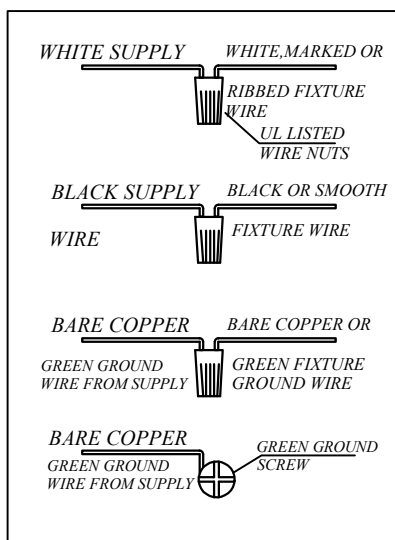 WHITE SUPPLY
WHITE,MARKED OR
RIBBED FIXTURE
WIRE
UL LISTED
WIRE NUTS
BLACK SUPPLY
WIRE
BLACK OR SMOOTH
FIXTURE WIRE
BARE COPPER
GREEN GROUND
WIRE FROM SUPPLY
BARE COPPER OR
GREEN FIXTURE
GROUND WIRE
BARE COPPER
GREEN GROUND
WIRE FROM SUPPLY
GREEN GROUND
SCREW